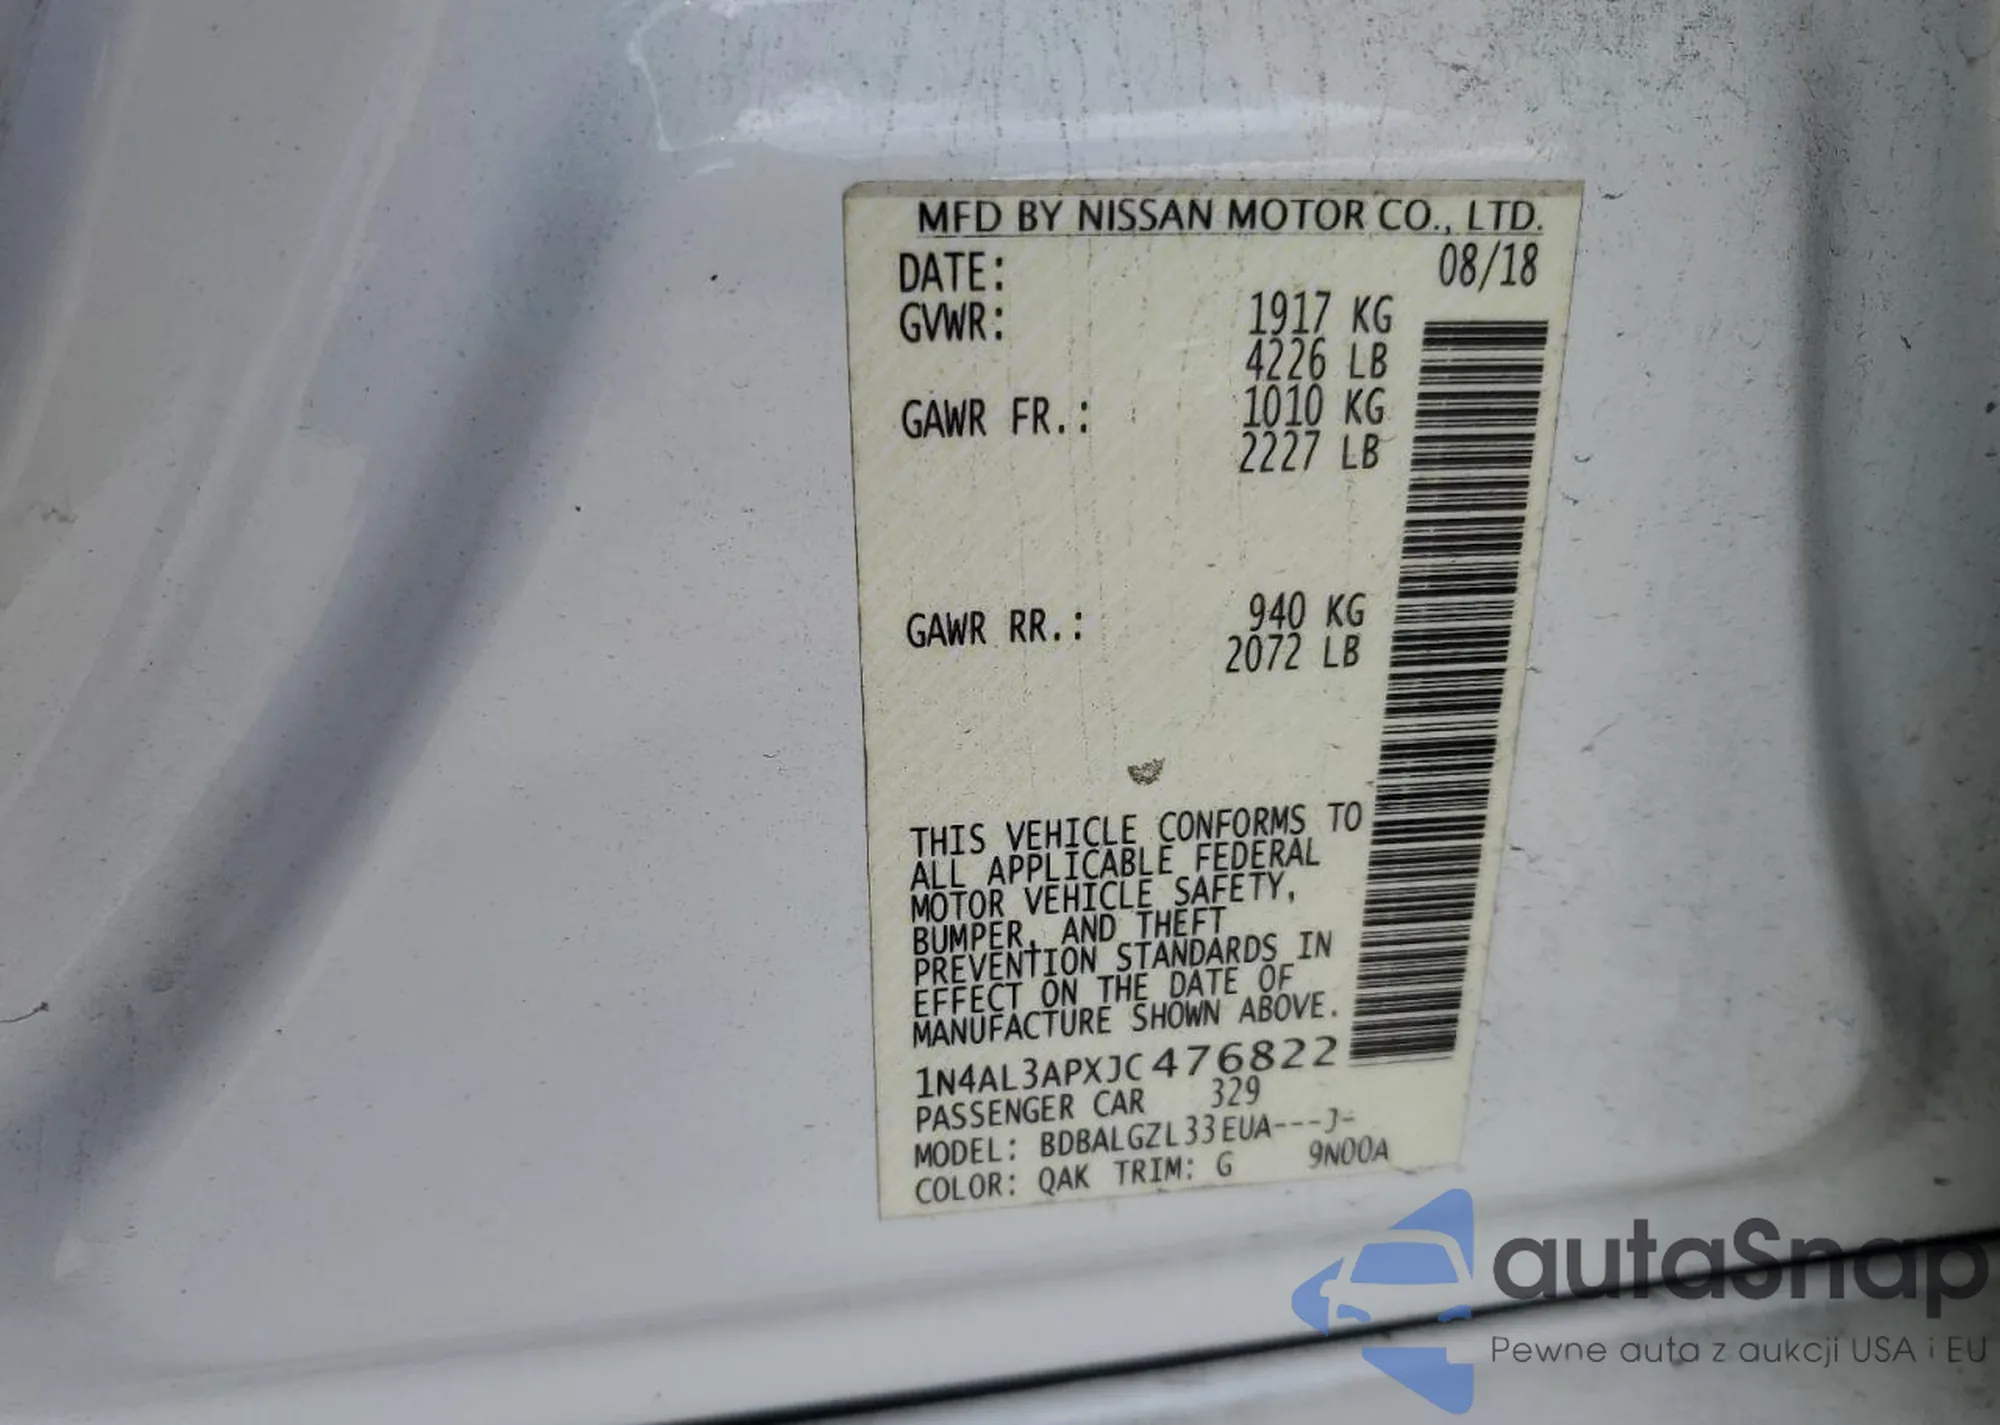 MFD BY NISSAN MOTOR CO., LTD.
DATE: 08/18
GVWR: 1917 KG
4226 LB
GAWR FR.: 1010 KG
2227 LB
GAWR RR.: 940 KG
2072 LB
THIS VEHICLE CONFORMS TO
ALL APPLICABLE FEDERAL
MOTOR VEHICLE SAFETY,
BUMPER, AND THEFT
PREVENTION STANDARDS IN
EFFECT ON THE DATE OF
MANUFACTURE SHOWN ABOVE.
1N4AL3APXJC476822
PASSENGER CAR 329
MODEL: BDBALGZL33EUA---J-
COLOR: QAK TRIM: G 9N00A
autaSnap
Pewne auta z aukcji USA i EU